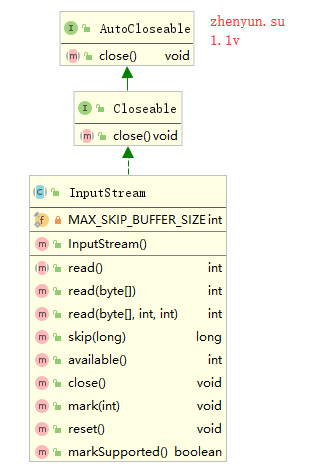 AutoCloseable
zhenyun. su
1. 1v
close() void
Closeable
close() void
InputStream
MAX_SKIP_BUFFER_SIZE int
InputStream()
read() int
read(byte[]) int
read(byte[], int, int) int
skip(long) long
available() int
close() void
mark(int) void
reset() void
markSupported() boolean